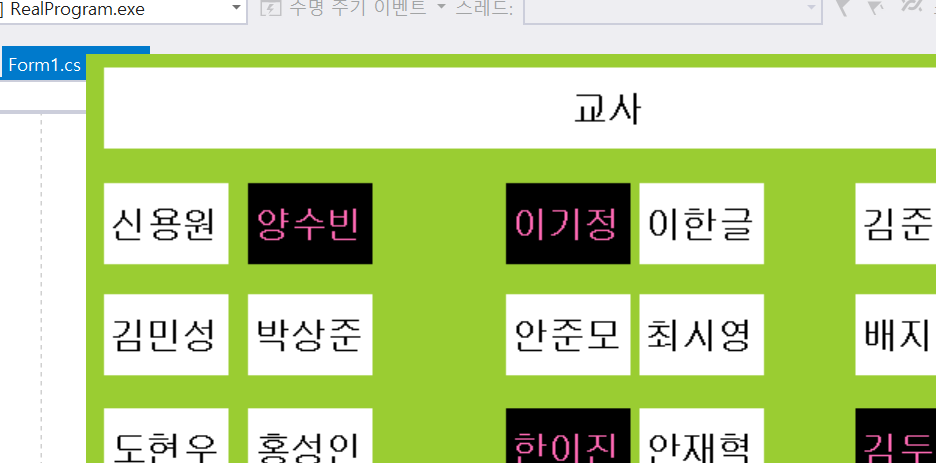 ] RealProgram.exe 수명 주기 이벤트 스레드:
Form1.cs
교사
신용원 양수빈 이기정 이한글 김준
김민성 박상준 안준모 최시영 배지
도현우 홍성인 한이진 안재혁 김두